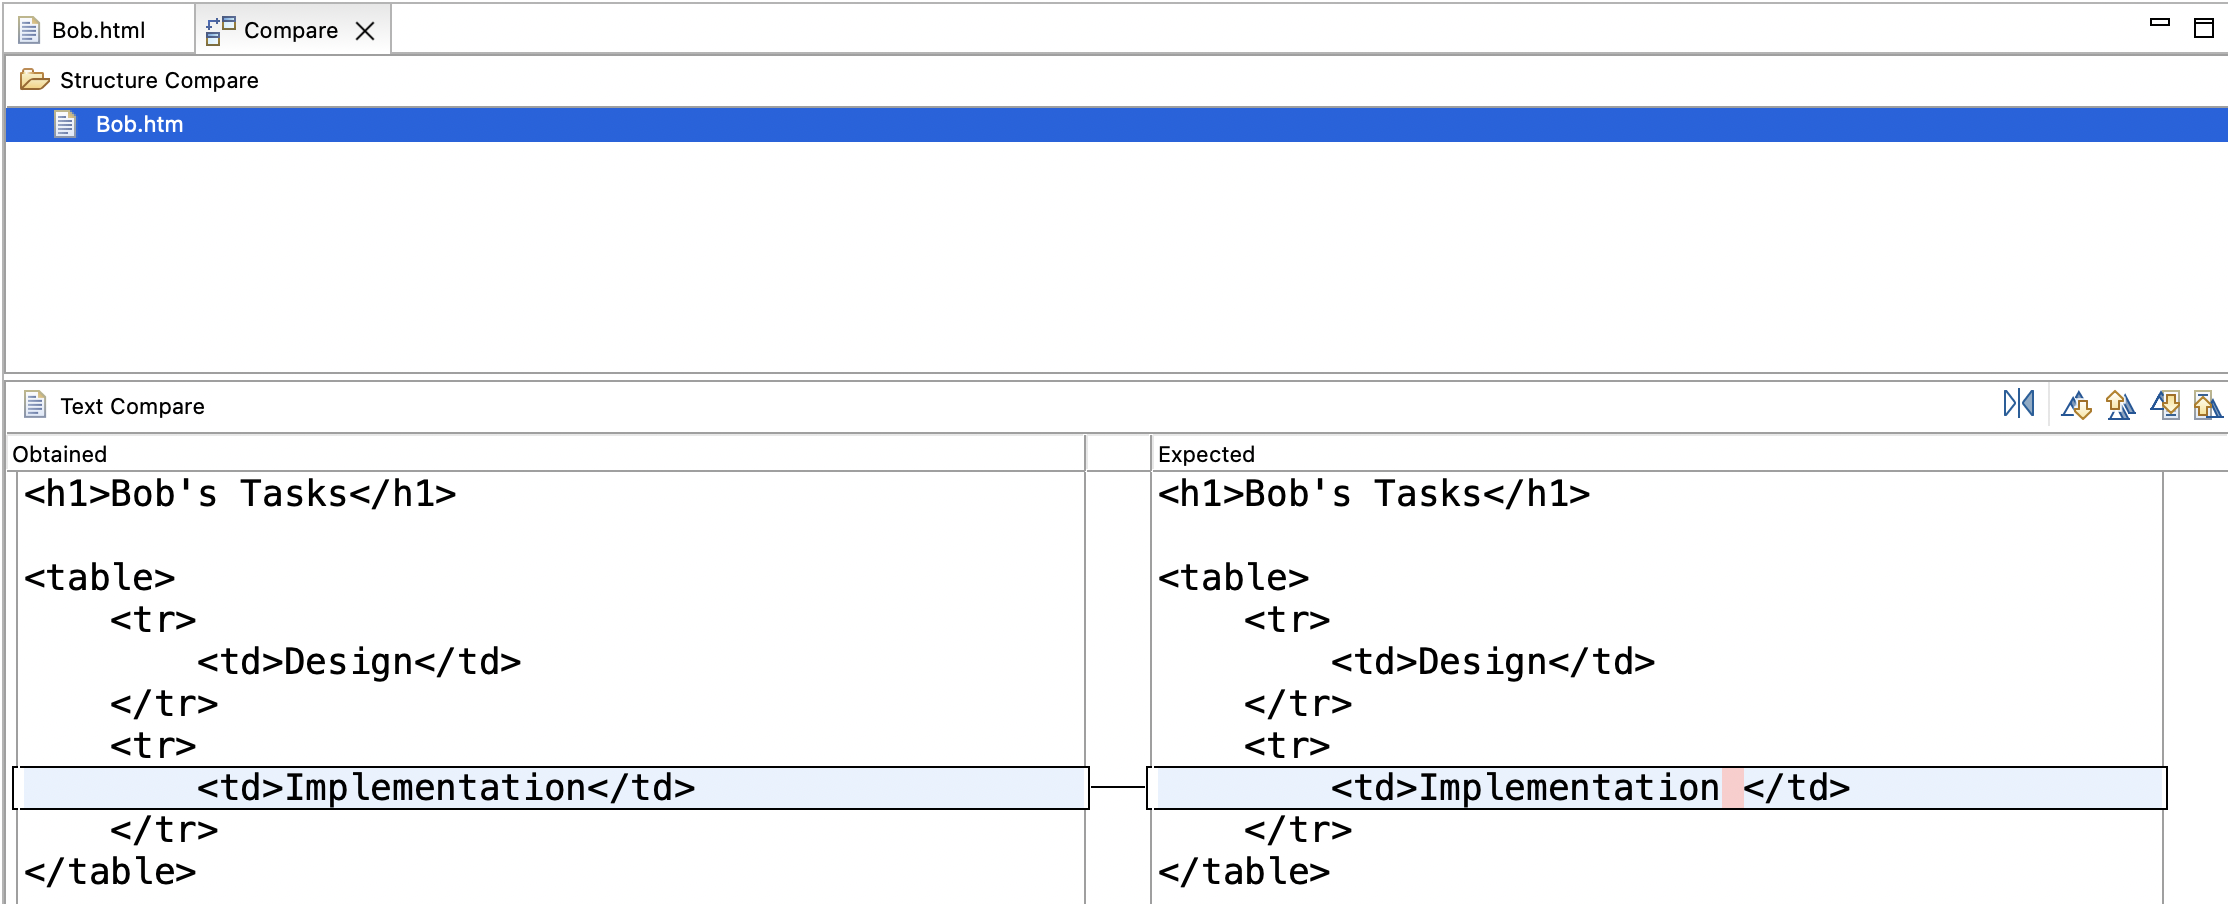 Bob.html
Compare
Structure Compare
Bob.htm
Text Compare
Obtained
<h1>Bob's Tasks</h1>
<table>
    <tr>
        <td>Design</td>
    </tr>
    <tr>
        <td>Implementation</td>
    </tr>
</table>
Expected
<h1>Bob's Tasks</h1>
<table>
    <tr>
        <td>Design</td>
    </tr>
    <tr>
        <td>Implementation </td>
    </tr>
</table>